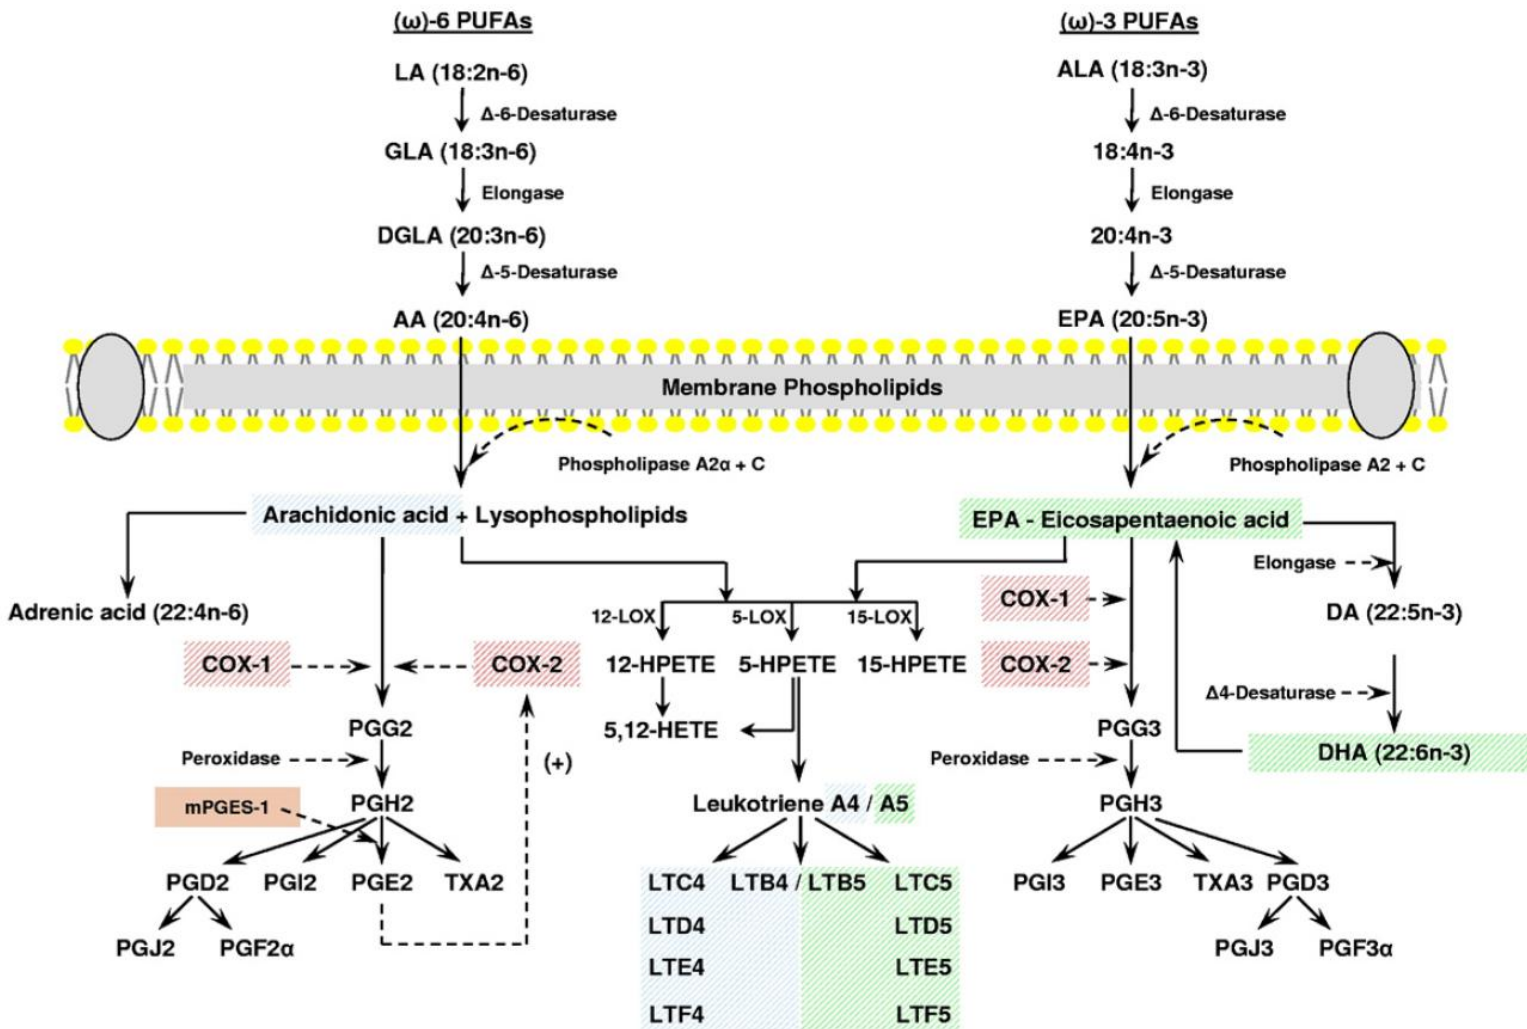 (ω)-6 PUFAs
LA (18:2n-6)
Δ-6-Desaturase
GLA (18:3n-6)
Elongase
DGLA (20:3n-6)
Δ-5-Desaturase
AA (20:4n-6)
(ω)-3 PUFAs
ALA (18:3n-3)
Δ-6-Desaturase
18:4n-3
Elongase
20:4n-3
Δ-5-Desaturase
EPA (20:5n-3)
Membrane Phospholipids
Phospholipase A2α + C
Phospholipase A2 + C
Arachidonic acid + Lysophospholipids
Adrenic acid (22:4n-6)
COX-1
COX-2
PGG2
Peroxidase
(+)
mPGES-1
PGH2
PGD2
PGI2
PGE2
TXA2
PGJ2
PGF2α
12-LOX
5-LOX
15-LOX
12-HPETE
5-HPETE
15-HPETE
5,12-HETE
Leukotriene A4 / A5
LTC4
LTB4 / LTB5
LTC5
LTD4
LTD5
LTE4
LTE5
LTF4
LTF5
EPA - Eicosapentaenoic acid
COX-1
COX-2
Elongase
DA (22:5n-3)
Δ4-Desaturase
DHA (22:6n-3)
PGG3
Peroxidase
PGH3
PGI3
PGE3
TXA3
PGD3
PGJ3
PGF3α